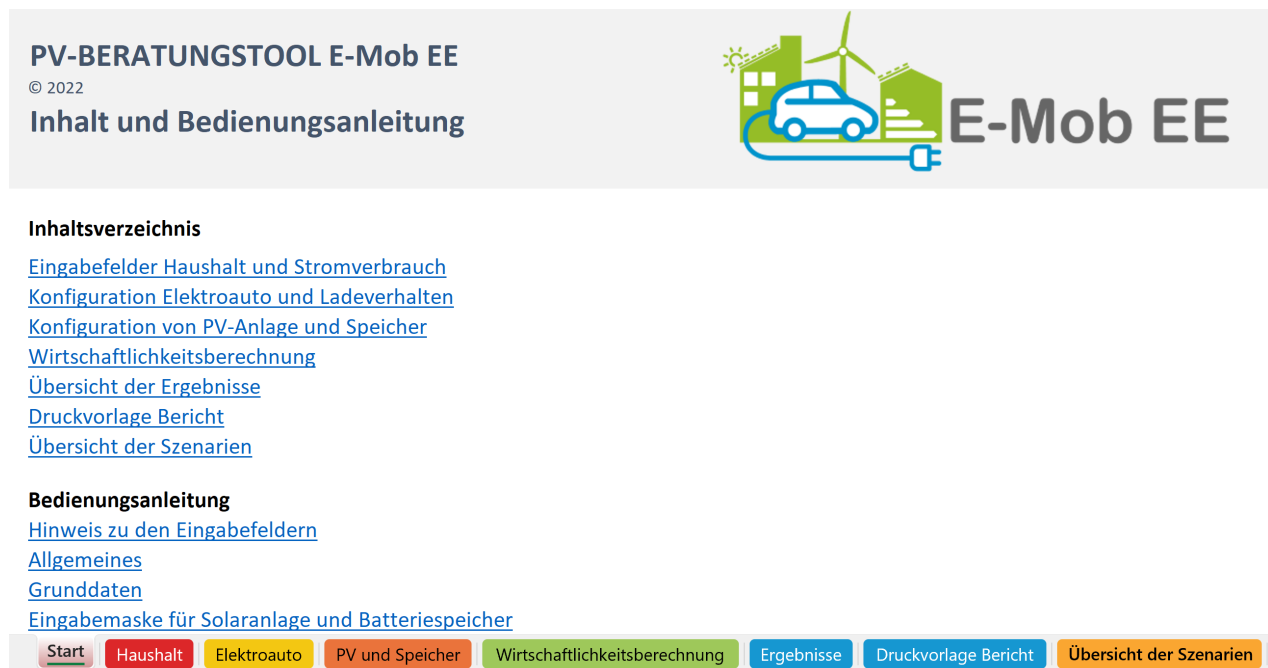 PV-BERATUNGSTOOL E-Mob EE
© 2022
Inhalt und Bedienungsanleitung
E-Mob EE
Inhaltsverzeichnis
Eingabefelder Haushalt und Stromverbrauch
Konfiguration Elektroauto und Ladeverhalten
Konfiguration von PV-Anlage und Speicher
Wirtschaftlichkeitsberechnung
Übersicht der Ergebnisse
Druckvorlage Bericht
Übersicht der Szenarien
Bedienungsanleitung
Hinweis zu den Eingabefeldern
Allgemeines
Grunddaten
Eingabemaske für Solaranlage und Batteriespeicher
Start Haushalt Elektroauto PV und Speicher Wirtschaftlichkeitsberechnung Ergebnisse Druckvorlage Bericht Übersicht der Szenarien